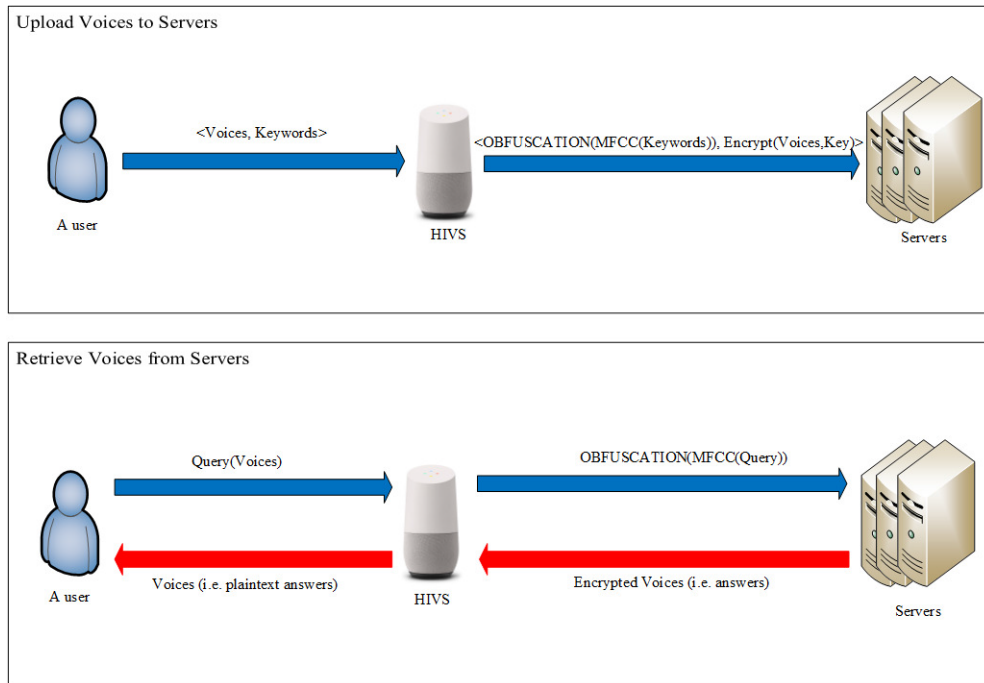 Upload Voices to Servers
<Voices, Keywords>
<OBFUSCATION(MFCC(Keywords)), Encrypt(Voices,Key)>
A user
HIVS
Servers
Retrieve Voices from Servers
Query(Voices)
OBFUSCATION(MFCC(Query))
Voices (i.e. plaintext answers)
Encrypted Voices (i.e. answers)
A user
HIVS
Servers